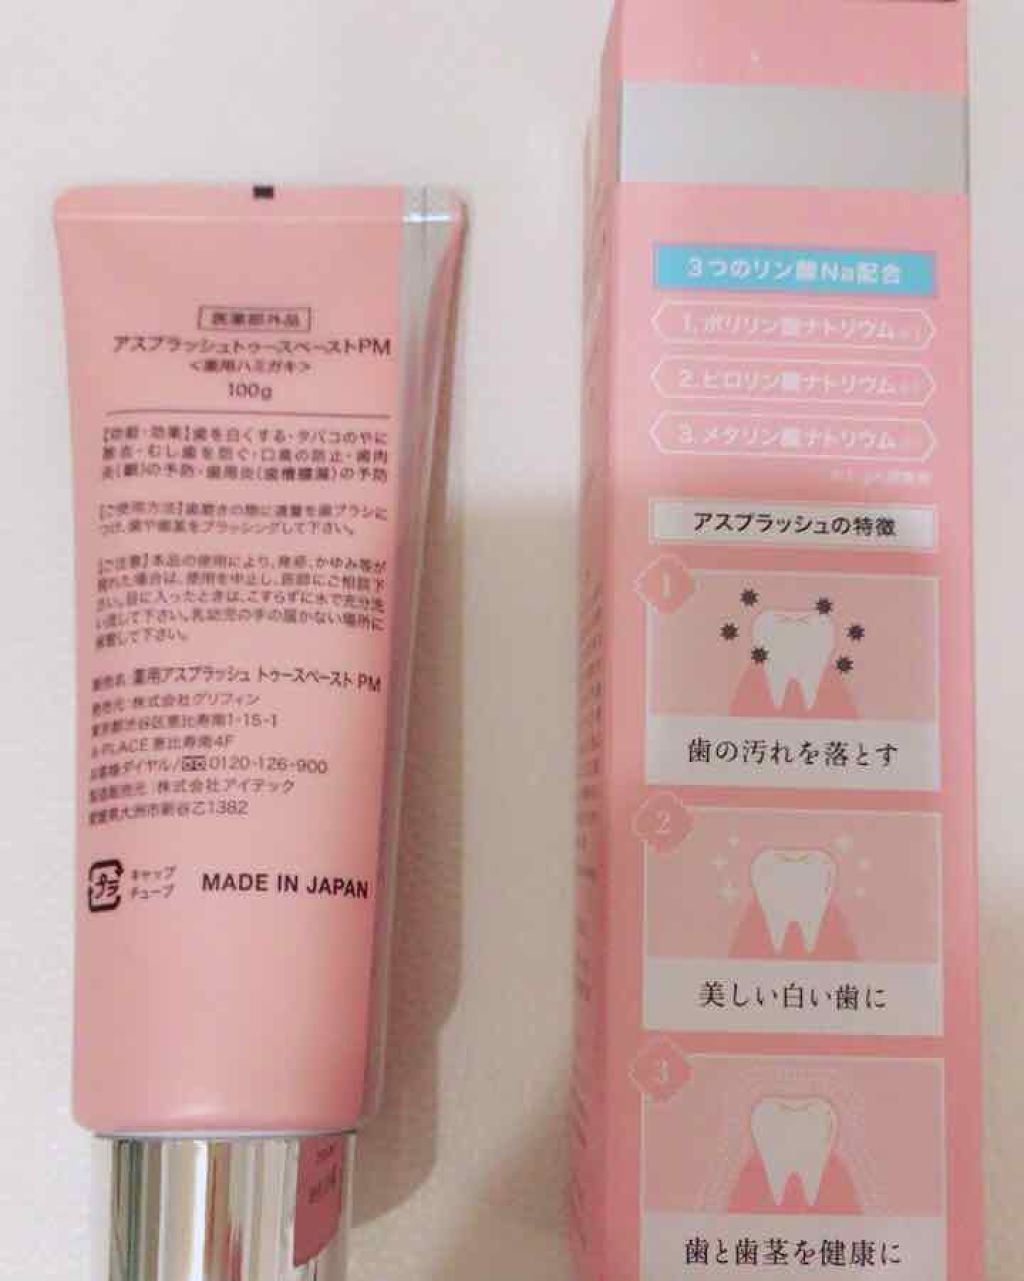 医薬部外品
アスプラッシュトゥースペーストPM
<薬用ハミガキ>
100g
【効能・効果】歯を白くする・タバコのやに
除去・むし歯を防ぐ・口臭の防止・歯肉
炎(齦)の予防・歯周炎(歯槽膿漏)の予防
【ご使用方法】歯磨きの際に適量を歯ブラシに
つけ、歯や歯茎をブラッシングして下さい。
【ご注意】本品の使用により、発疹、かゆみ等が
現れた場合は、使用を中止し、医師にご相談下
さい。目に入ったときは、こすらずに水で充分洗
い流して下さい。乳幼児の手の届かない場所に
保管して下さい。
販売名:薬用アスプラッシュ トゥースペースト PM
発売元:株式会社グリフィン
東京都渋谷区恵比寿南1-15-1
A-PLACE 恵比寿南4F
お客様ダイヤル/0120-126-900
製造販売元:株式会社アイテック
愛媛県大洲市新谷乙1382
プラ
キャップ
チューブ
MADE IN JAPAN
3つのリン酸Na配合
1.ポリリン酸ナトリウム
2.ピロリン酸ナトリウム
3.メタリン酸ナトリウム
アスプラッシュの特徴
1
歯の汚れを落とす
2
美しい白い歯に
3
歯と歯茎を健康に